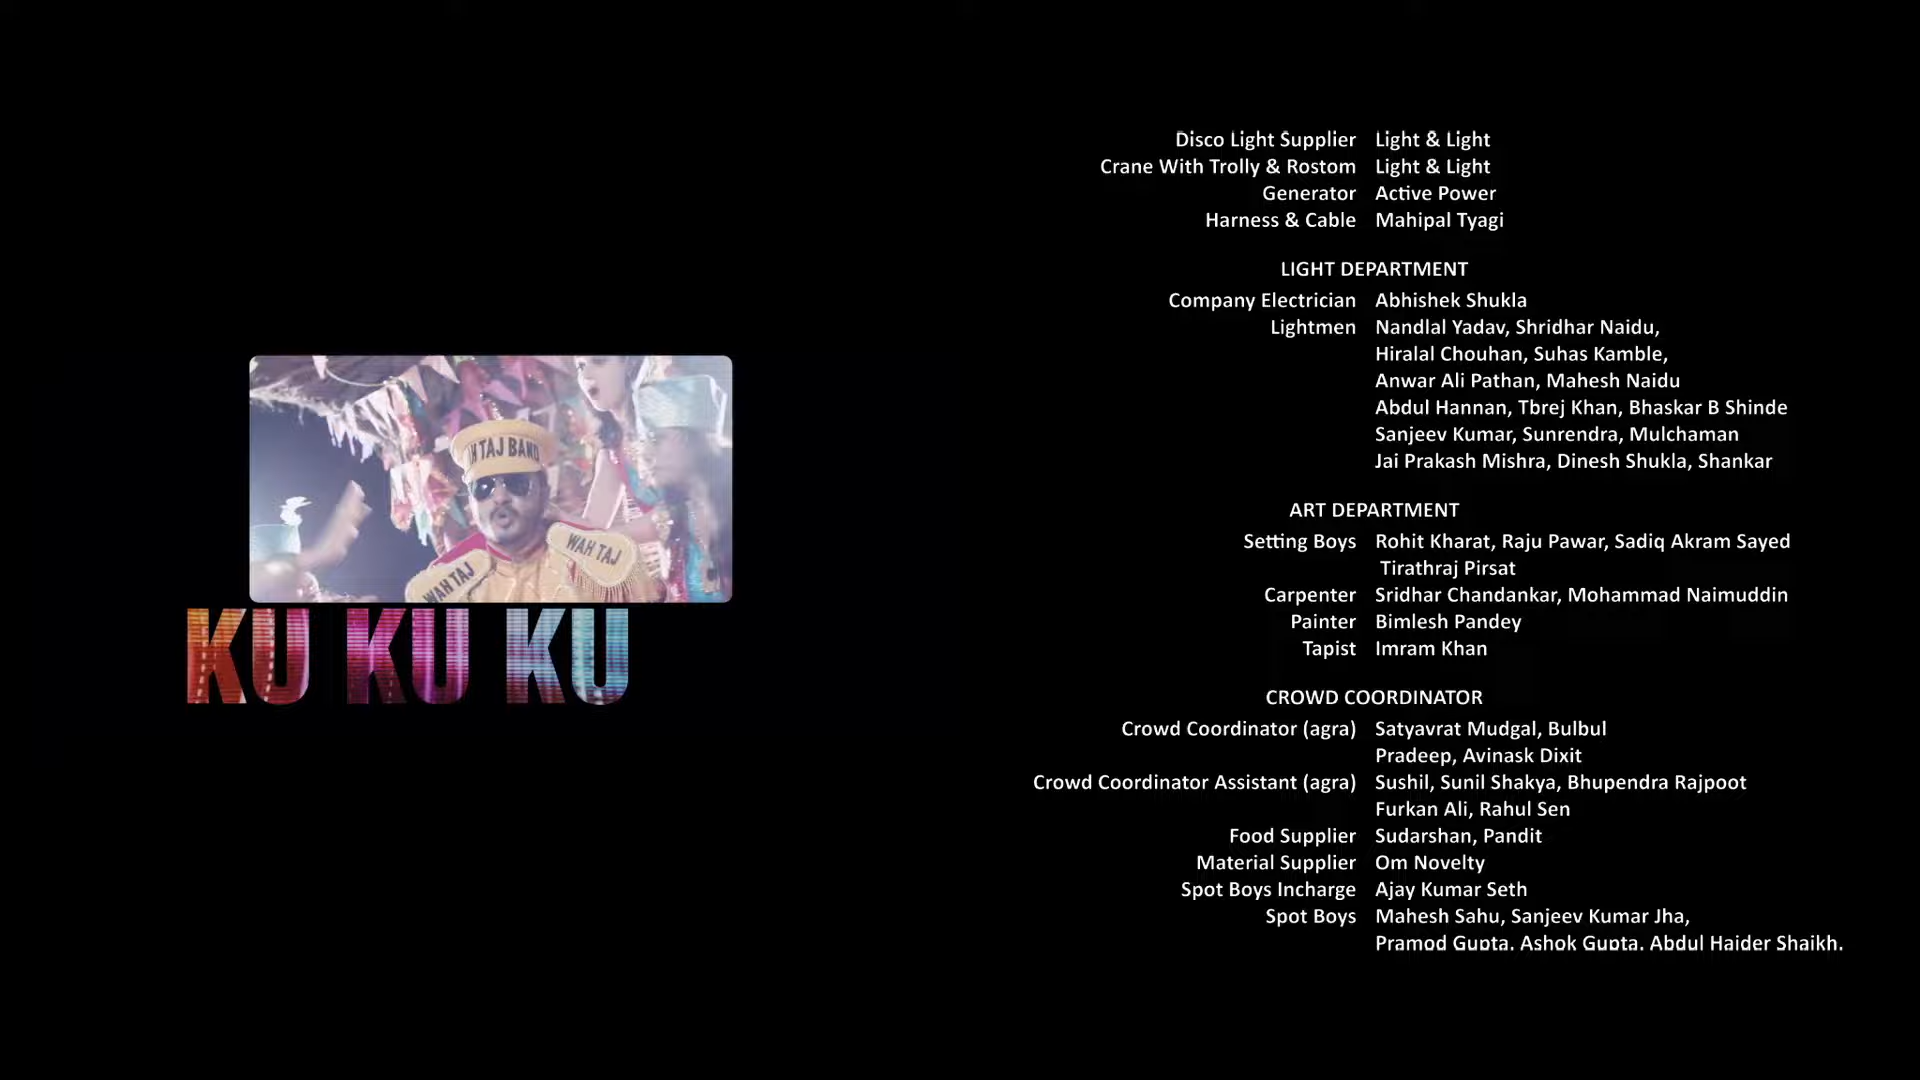 Disco Light Supplier Light & Light
Crane With Trolly & Rostom Light & Light
Generator Active Power
Harness & Cable Mahipal Tyagi
LIGHT DEPARTMENT
Company Electrician Abhishek Shukla
Lightmen Nandlal Yadav, Shridhar Naidu,
Hiralal Chouhan, Suhas Kamble,
Anwar Ali Pathan, Mahesh Naidu
Abdul Hannan, Tbrej Khan, Bhaskar B Shinde
Sanjeev Kumar, Sunrendra, Mulchaman
Jai Prakash Mishra, Dinesh Shukla, Shankar
ART DEPARTMENT
Setting Boys Rohit Kharat, Raju Pawar, Sadiq Akram Sayed
Tirathraj Pirsat
Carpenter Sridhar Chandankar, Mohammad Naimuddin
Painter Bimlesh Pandey
Tapist Imram Khan
CROWD COORDINATOR
Crowd Coordinator (agra) Satyavrat Mudgal, Bulbul
Pradeep, Avinask Dixit
Crowd Coordinator Assistant (agra) Sushil, Sunil Shakya, Bhupendra Rajpoot
Furkan Ali, Rahul Sen
Food Supplier Sudarshan, Pandit
Material Supplier Om Novelty
Spot Boys Incharge Ajay Kumar Seth
Spot Boys Mahesh Sahu, Sanjeev Kumar Jha,
Pramod Gupta, Ashok Gupta, Abdul Haider Shaikh,
TAJ BAND
WAH TAJ
WAH TAJ
KU KU KU